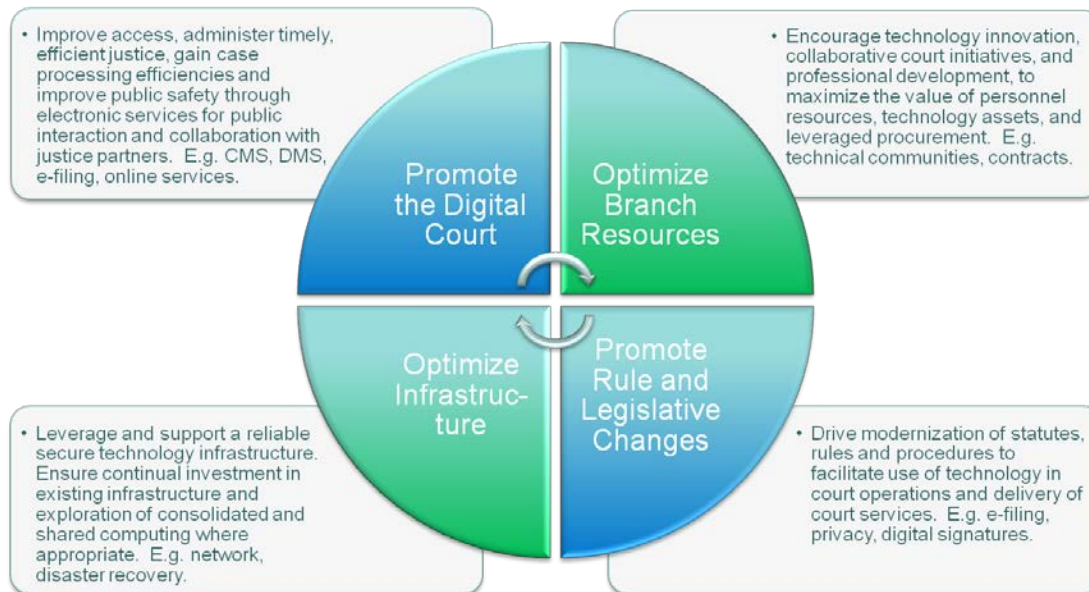 • Improve access, administer timely,
efficient justice, gain case
processing efficiencies and
improve public safety through
electronic services for public
interaction and collaboration with
justice partners.  E.g. CMS, DMS,
e-filing, online services.
• Encourage technology innovation,
collaborative court initiatives, and
professional development, to
maximize the value of personnel
resources, technology assets, and
leveraged procurement.  E.g.
technical communities, contracts.
Promote
the Digital
Court
Optimize
Branch
Resources
Optimize
Infrastruc-
ture
Promote
Rule and
Legislative
Changes
• Leverage and support a reliable
secure technology infrastructure.
Ensure continual investment in
existing infrastructure and
exploration of consolidated and
shared computing where
appropriate.  E.g. network,
disaster recovery.
• Drive modernization of statutes,
rules and procedures to
facilitate use of technology in
court operations and delivery of
court services.  E.g. e-filing,
privacy, digital signatures.